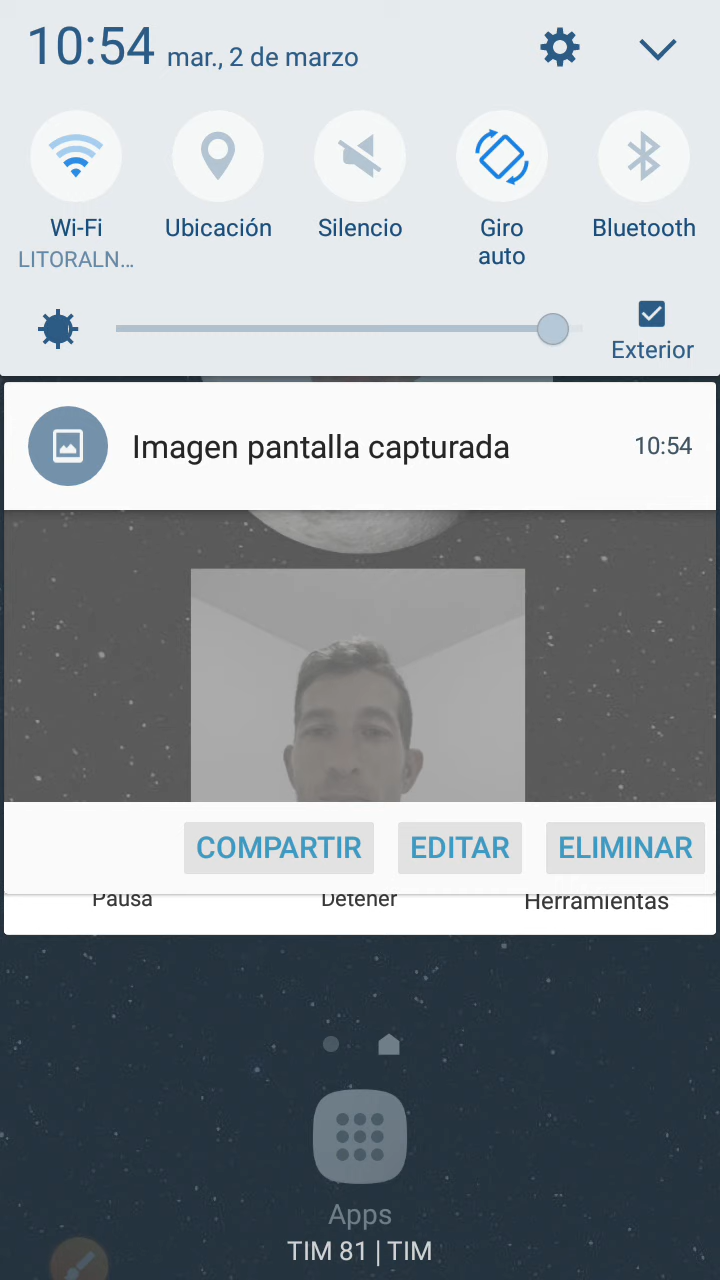 10:54 mar., 2 de marzo
Wi-Fi Ubicación Silencio Giro auto Bluetooth
LITORALN...
Exterior
Imagen pantalla capturada 10:54
COMPARTIR EDITAR ELIMINAR
Pausa Detener Herramientas
Apps
TIM 81 | TIM